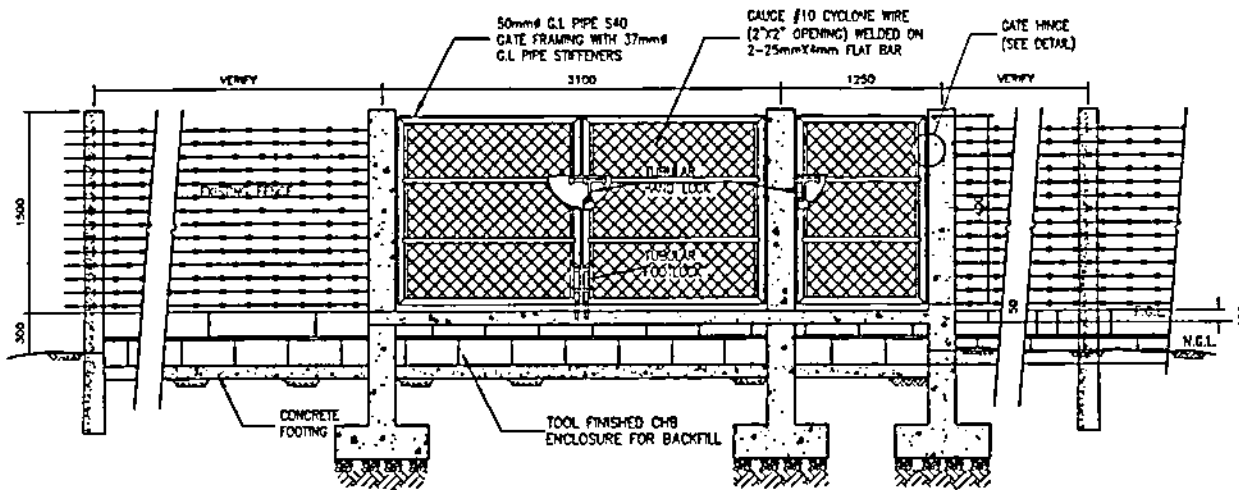 50mmø G.I. PIPE S40
GATE FRAMING WITH 37mmø
G.I. PIPE STIFFENERS
GAUGE #10 CYCLONE WIRE
(2"X2" OPENING) WELDED ON
2-25mmX4mm FLAT BAR
GATE HINGE
(SEE DETAIL)
VERIFY
3100
1250
VERIFY
EXISTING FENCE
TUBULAR
HAND LOCK
TUBULAR
FOOT LOCK
1500
300
50
F.G.L.
N.G.L.
CONCRETE
FOOTING
TOOL FINISHED CHB
ENCLOSURE FOR BACKFILL